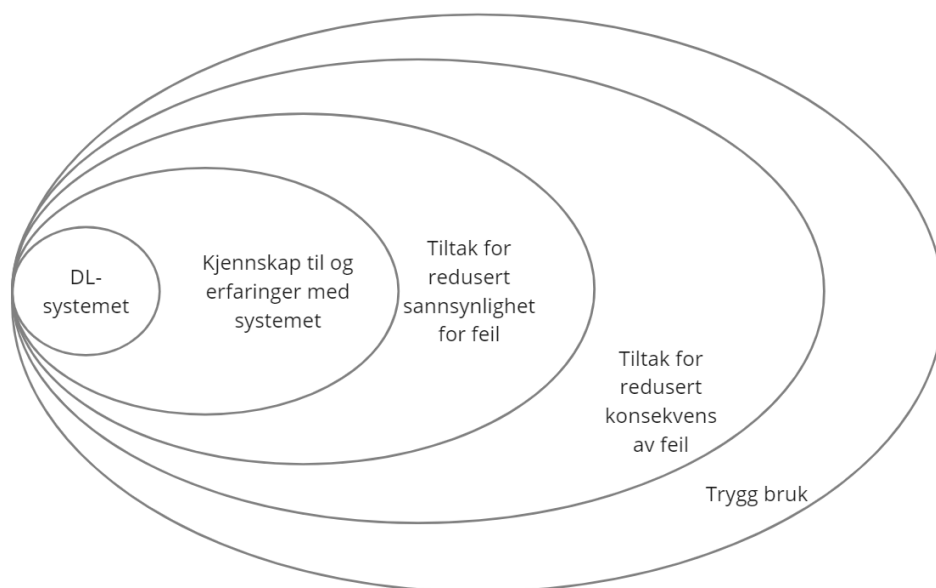 DL-
systemet
Kjennskap til og
erfaringer med
systemet
Tiltak for
redusert
sannsynlighet
for feil
Tiltak for
redusert
konsekvens
av feil
Trygg bruk